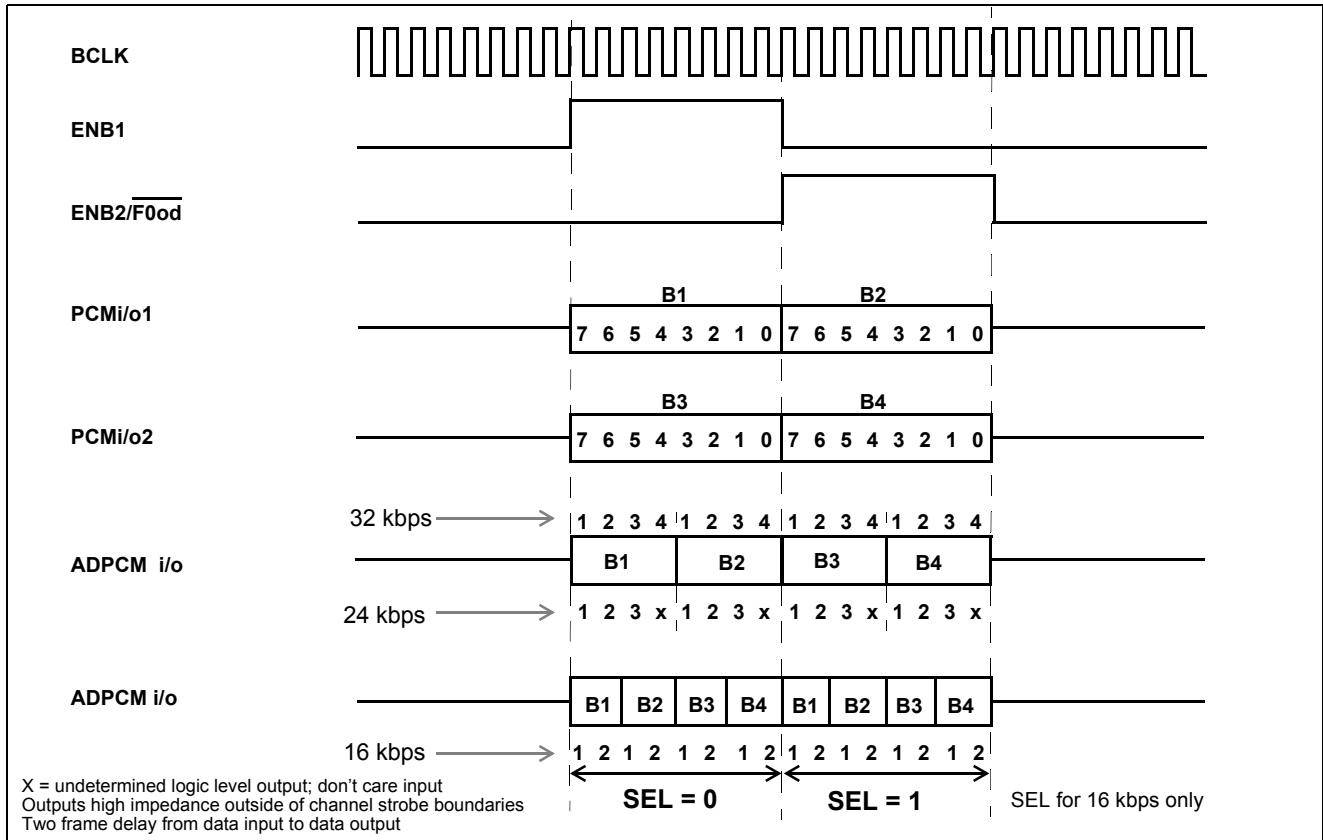 BCLK
ENB1
ENB2/F0od
B1 B2
PCMi/o1
7 6 5 4 3 2 1 0 7 6 5 4 3 2 1 0
B3 B4
PCMi/o2
7 6 5 4 3 2 1 0 7 6 5 4 3 2 1 0
32 kbps 1 2 3 4 1 2 3 4 1 2 3 4 1 2 3 4
ADPCM i/o B1 B2 B3 B4
24 kbps 1 2 3 x 1 2 3 x 1 2 3 x 1 2 3 x
ADPCM i/o B1 B2 B3 B4 B1 B2 B3 B4
16 kbps 1 2 1 2 1 2 1 2 1 2 1 2 1 2 1 2
X = undetermined logic level output; don't care input
Outputs high impedance outside of channel strobe boundaries
Two frame delay from data input to data output
SEL = 0 SEL = 1 SEL for 16 kbps only